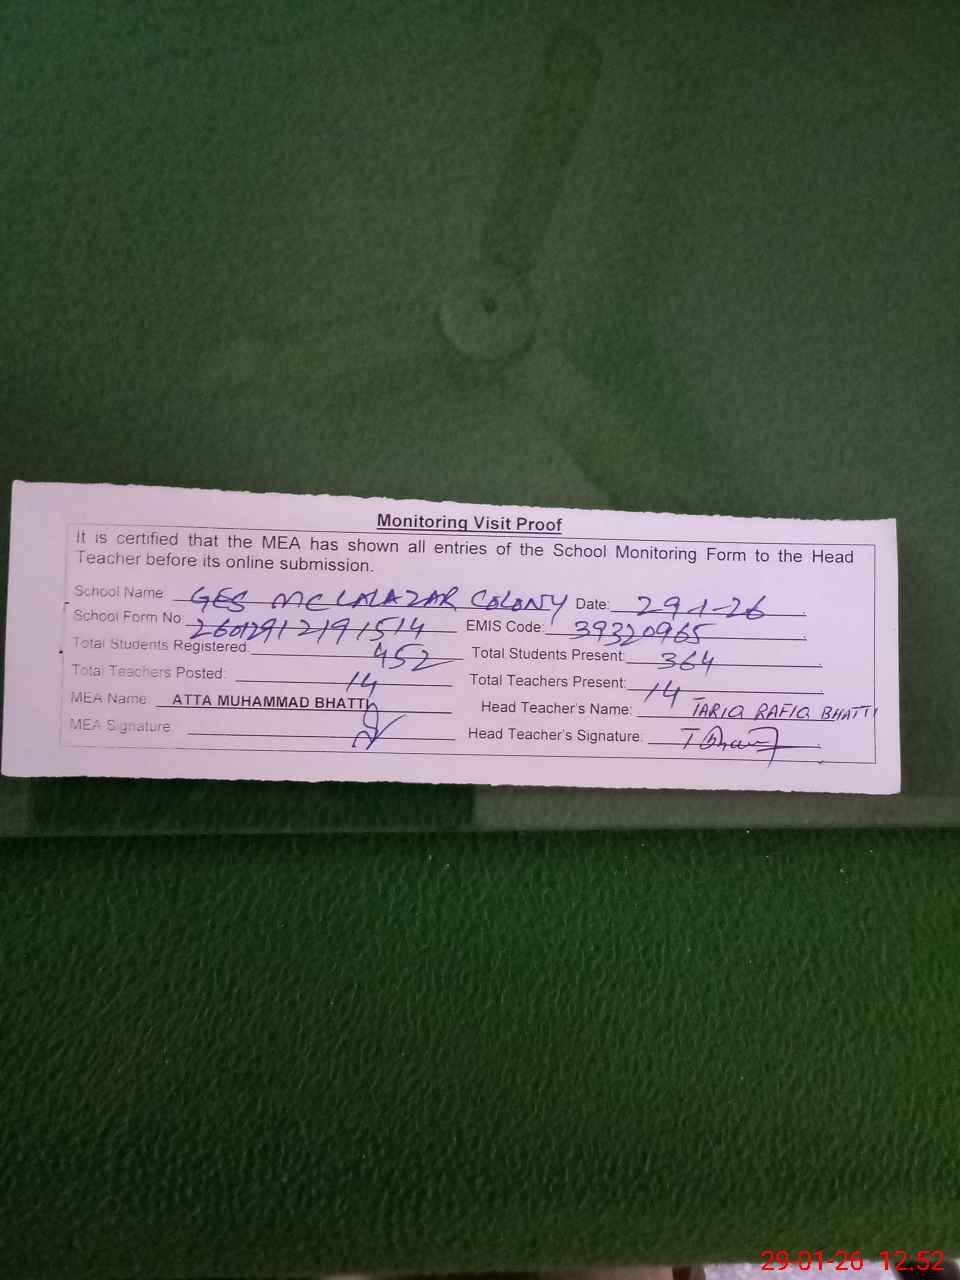 Monitoring Visit Proof
It is certified that the MEA has shown all entries of the School Monitoring Form to the Head
Teacher before its online submission.
School Name: GES MC LALAZAR COLONY Date: 29-1-26
School Form No: 26012912191514 EMIS Code: 39320965
Total Students Registered: 452 Total Students Present: 364
Total Teachers Posted: 14 Total Teachers Present: 14
MEA Name: ATTA MUHAMMAD BHATTI Head Teacher's Name: TARIQ RAFIQ BHATTI
MEA Signature: Head Teacher's Signature:
29-01-26 12:52